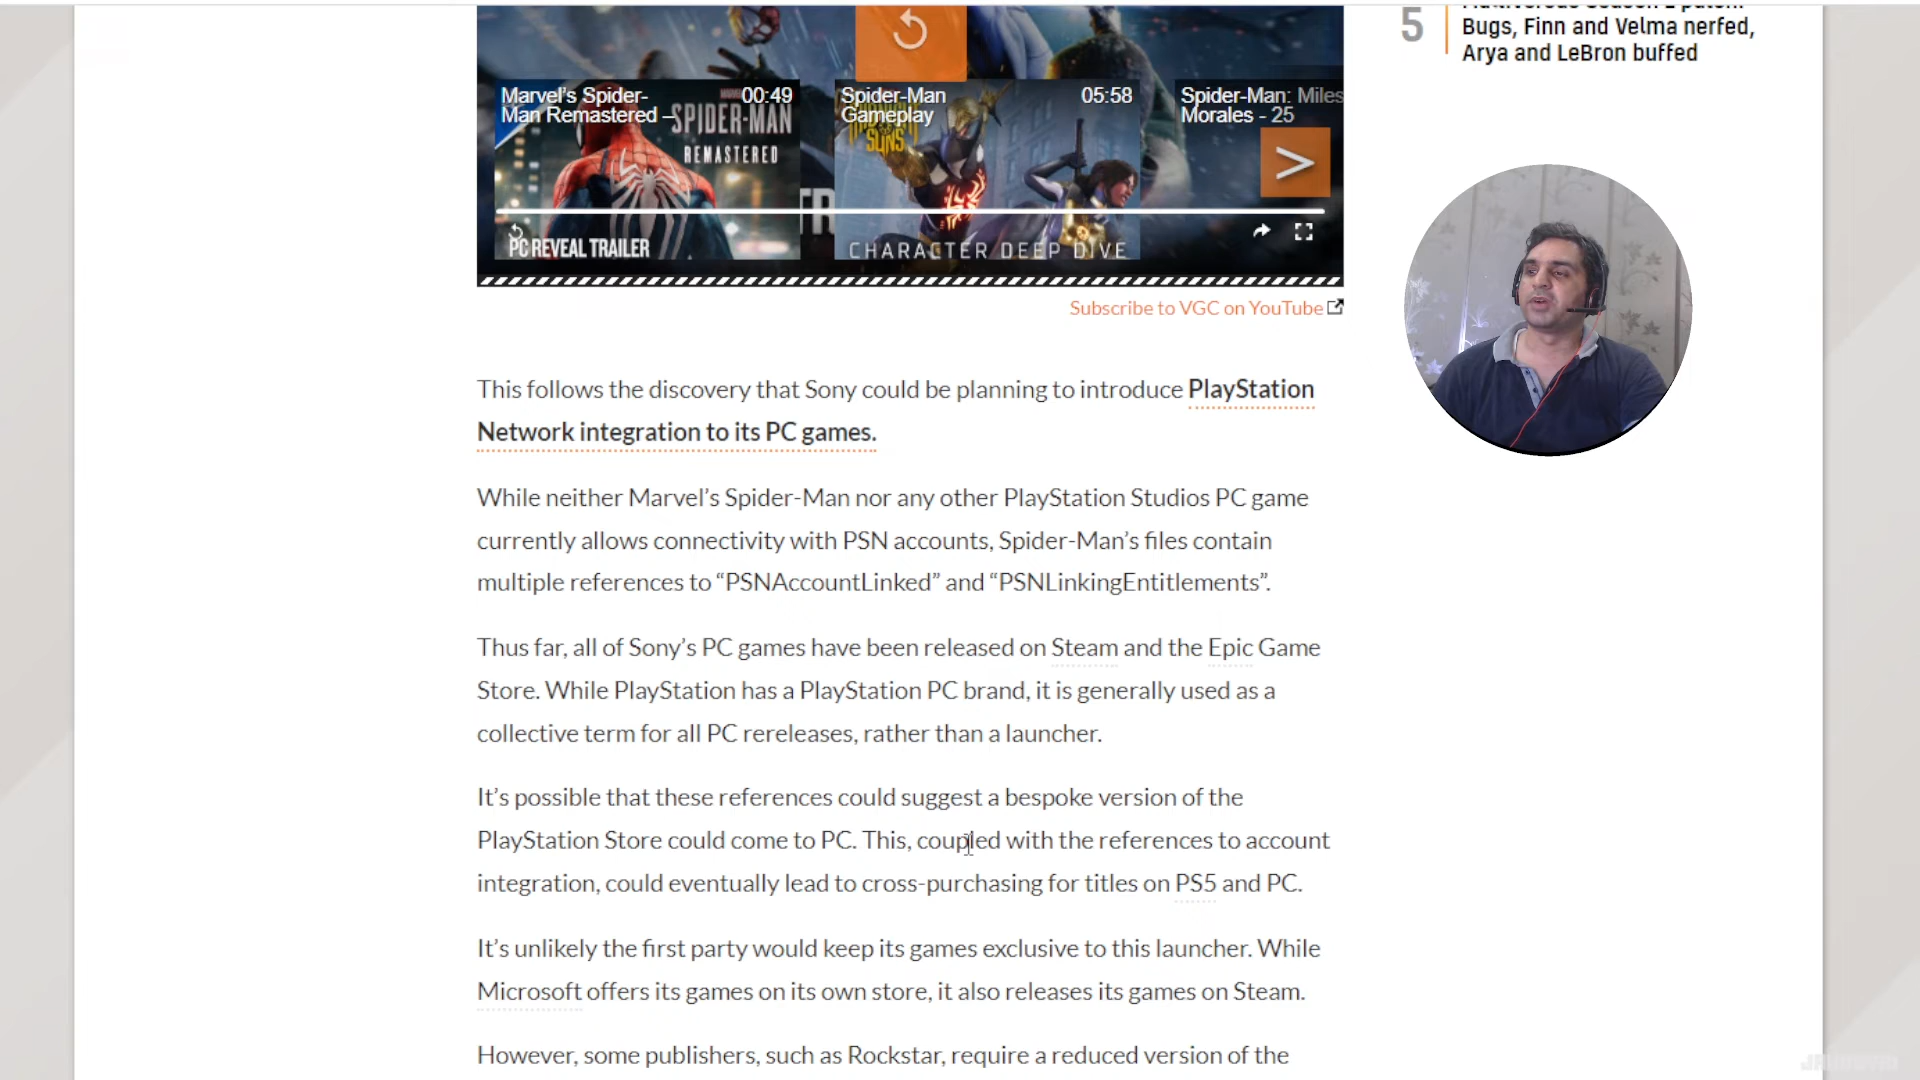 5
Bugs, Finn and Velma nerfed,
Arya and LeBron buffed
Marvel's Spider-
Man Remastered –
00:49
SPIDER-MAN
REMASTERED
PC REVEAL TRAILER
Spider-Man
Gameplay
05:58
SUNS
CHARACTER DEEP DIVE
Spider-Man: Miles
Morales - 25
Subscribe to VGC on YouTube
This follows the discovery that Sony could be planning to introduce PlayStation
Network integration to its PC games.
While neither Marvel’s Spider-Man nor any other PlayStation Studios PC game
currently allows connectivity with PSN accounts, Spider-Man’s files contain
multiple references to “PSNAccountLinked” and “PSNLinkingEntitlements”.
Thus far, all of Sony’s PC games have been released on Steam and the Epic Game
Store. While PlayStation has a PlayStation PC brand, it is generally used as a
collective term for all PC rereleases, rather than a launcher.
It’s possible that these references could suggest a bespoke version of the
PlayStation Store could come to PC. This, coupled with the references to account
integration, could eventually lead to cross-purchasing for titles on PS5 and PC.
It’s unlikely the first party would keep its games exclusive to this launcher. While
Microsoft offers its games on its own store, it also releases its games on Steam.
However, some publishers, such as Rockstar, require a reduced version of the